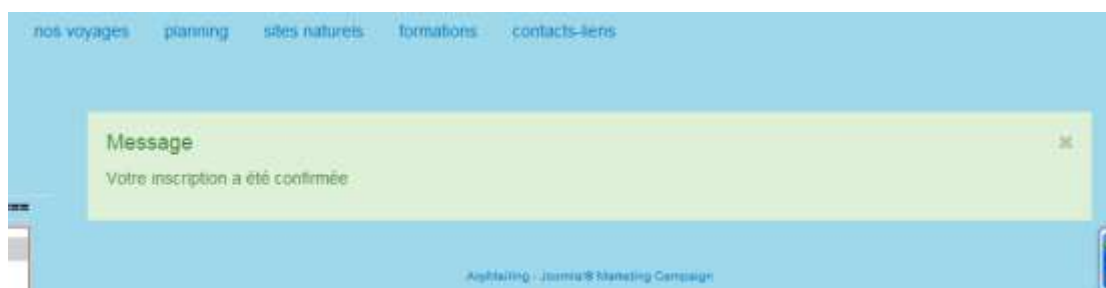 nos voyages planning sites naturels formations contacts-liens
Message
Votre inscription a été confirmée
AcyMailing - Joomla!® Marketing Campaign